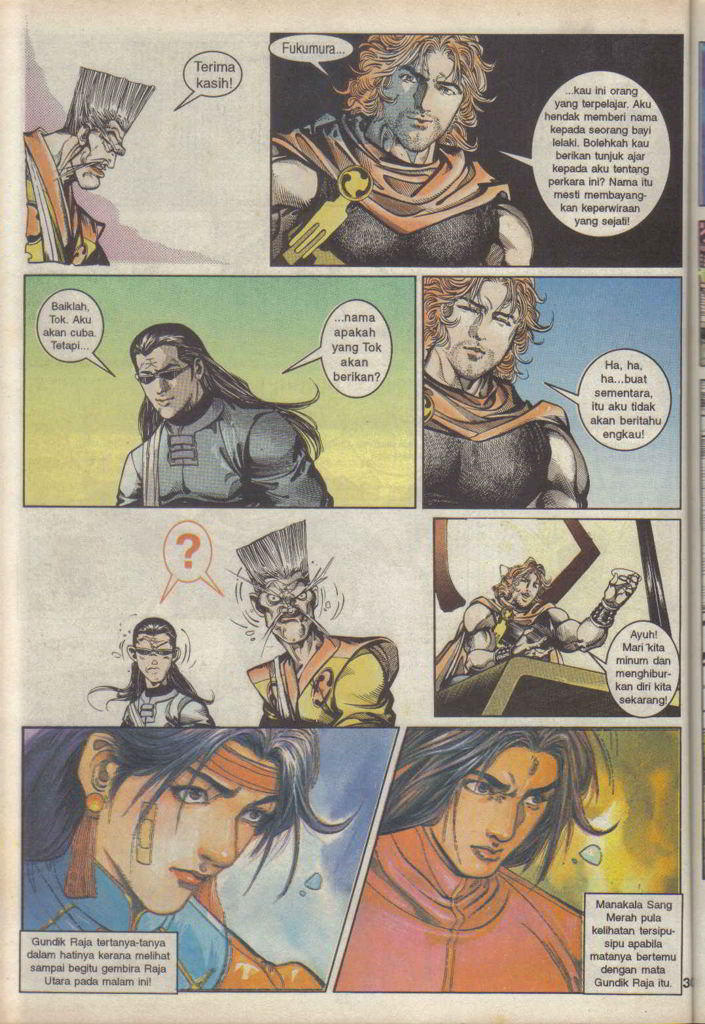 Terima
kasih!
Fukumura...
...kau ini orang
yang terpelajar. Aku
hendak memberi nama
kepada seorang bayi
lelaki. Bolehkah kau
berikan tunjuk ajar
kepada aku tentang
perkara ini? Nama itu
mesti membayang-
kan keperwiraan
yang sejati!
Baiklah,
Tok. Aku
akan cuba.
Tetapi...
...nama
apakah
yang Tok
akan
berikan?
Ha, ha,
ha...buat
sementara,
itu aku tidak
akan beritahu
engkau!
?
Ayuh!
Mari kita
minum dan
menghibur-
kan diri kita
sekarang!
Gundik Raja tertanya-tanya
dalam hatinya kerana melihat
sampai begitu gembira Raja
Utara pada malam ini!
Manakala Sang
Merah pula
kelihatan tersipu-
sipu apabila
matanya bertemu
dengan mata
Gundik Raja itu.